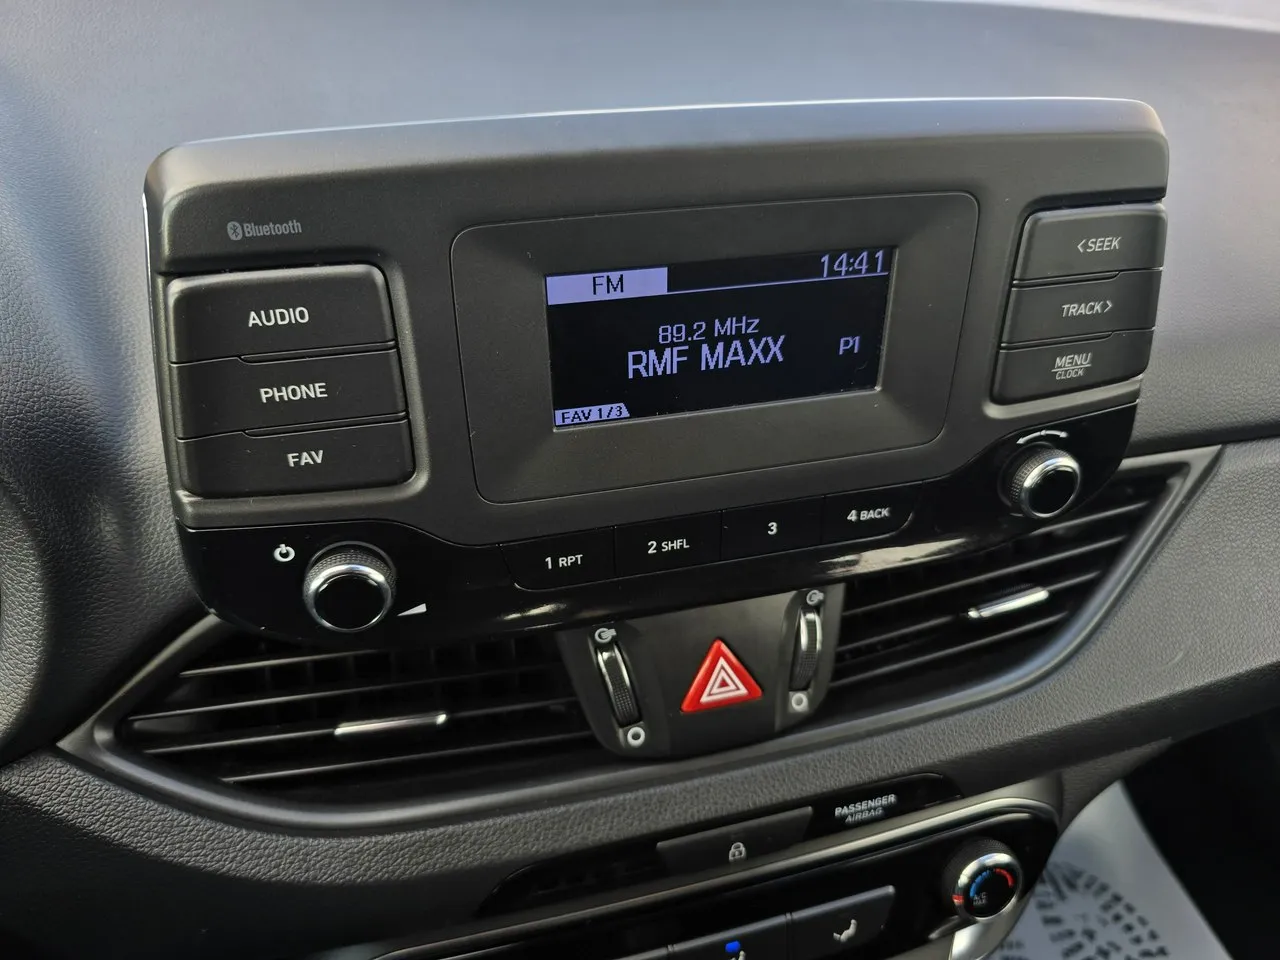 Bluetooth
AUDIO
PHONE
FAV
FM
14:41
89.2 MHz
RMF MAXX
P1
FAV 1/3
<SEEK
TRACK>
MENU
CLOCK
1 RPT
2 SHFL
3
4 BACK
PASSENGER
AIRBAG
A/C
MAX